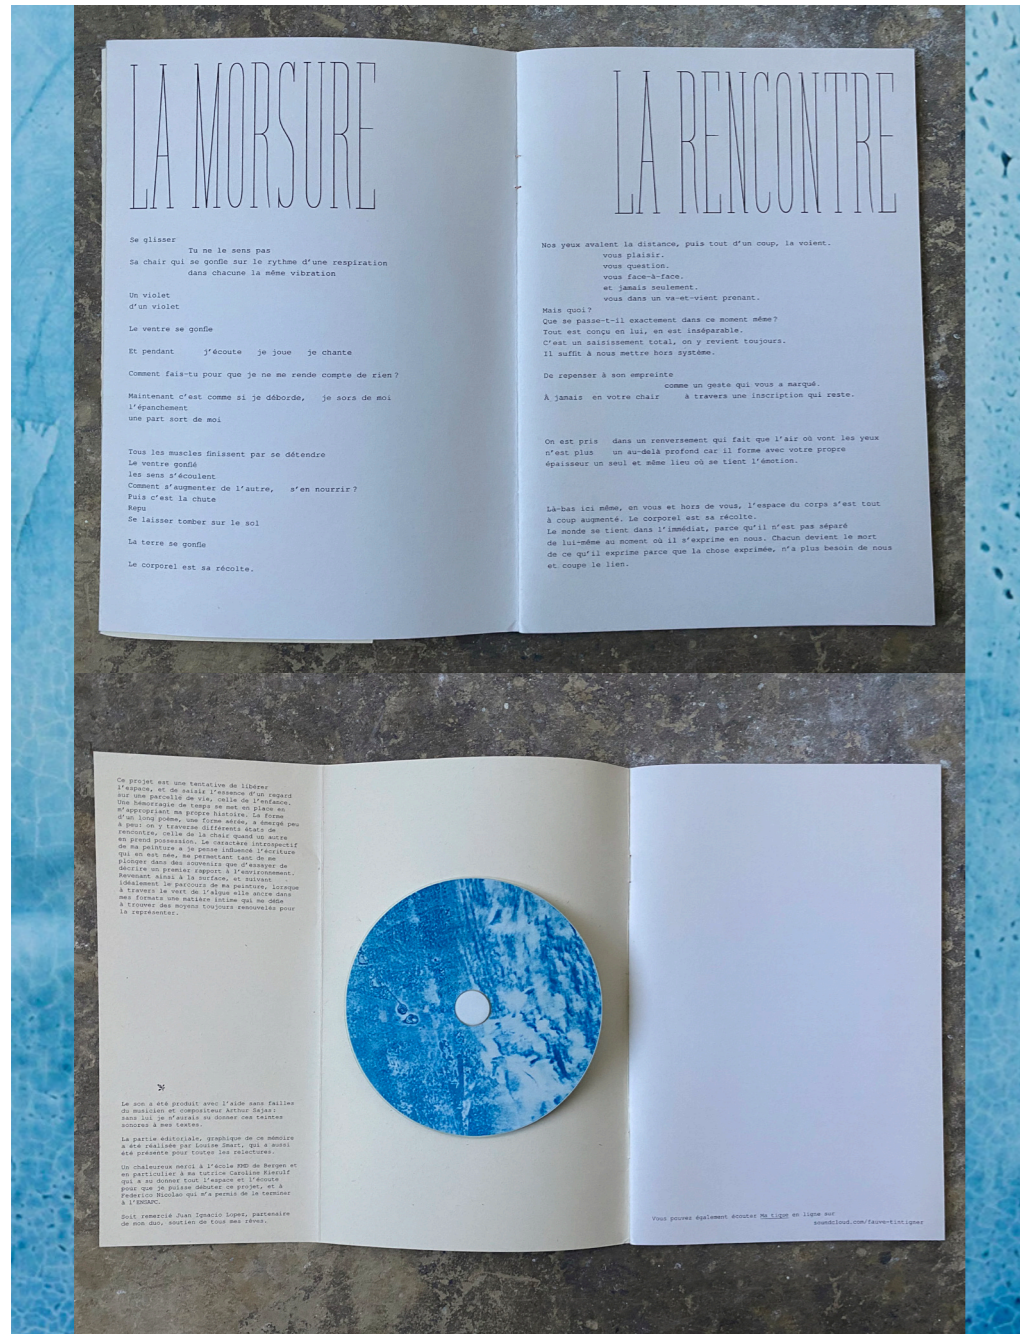 LA MORSURE
Se glisser
Tu ne le sens pas
Sa chair qui se gonfle sur le rythme d'une respiration
dans chacune la même vibration
Un violet
d'un violet
Le ventre se gonfle
Et pendant j'écoute je joue je chante
Comment fais-tu pour que je ne me rende compte de rien ?
Maintenant c'est comme si je déborde, je sors de moi
l'épanchement
une part sort de moi
Tous les muscles finissent par se détendre
Le ventre gonflé
les sens s'écoulent
Comment s'augmenter de l'autre, s'en nourrir ?
Puis c'est la chute
Repu
Se laisser tomber sur le sol
La terre se gonfle
Le corporel est sa récolte.
LA RENCONTRE
Nos yeux avalent la distance, puis tout d'un coup, la voient.
vous plaisir.
vous question.
vous face-à-face.
et jamais seulement.
vous dans un va-et-vient prenant.
Mais quoi ?
Que se passe-t-il exactement dans ce moment même ?
Tout est conçu en lui, en est inséparable.
C'est un saisissement total, on y revient toujours.
Il suffit à nous mettre hors système.
De repenser à son empreinte
comme un geste qui vous a marqué.
À jamais en votre chair à travers une inscription qui reste.
On est pris dans un renversement qui fait que l'air où vont les yeux
n'est plus un au-delà profond car il forme avec votre propre
épaisseur un seul et même lieu où se tient l'émotion.
Là-bas ici même, en vous et hors de vous, l'espace du corps s'est tout
à coup augmenté. Le corporel est sa récolte.
Le monde se tient dans l'immédiat, parce qu'il n'est pas séparé
de lui-même au moment où il s'exprime en nous. Chacun devient le mort
de ce qu'il exprime parce que la chose exprimée, n'a plus besoin de nous
et coupe le lien.
Ce projet est une tentative de libérer
l'espace, et de saisir l'essence d'un regard
sur une parcelle de vie, celle de l'enfance.
Une hémorragie de temps se met en place en
m'appropriant ma propre histoire. La forme
d'un long poème, une forme aérée, a émergé peu
à peu: on y traverse différents états de
rencontre, celle de la chair quand un autre
en prend possession. Le caractère introspectif
de ma peinture a je pense influencé l'écriture
qui en est née, me permettant tant de me
plonger dans des souvenirs que d'essayer de
décrire un premier rapport à l'environnement.
Revenant ainsi à la surface, et suivant
idéalement le parcours de ma peinture, lorsque
à travers le vert de l'algue elle ancre dans
mes formats une matière intime qui me mène
à trouver des moyens toujours renouvelés pour
la représenter.
Le son a été produit avec l'aide sans failles
du musicien et compositeur Arthur Sajas:
sans lui je n'aurais su donner ces teintes
sonores à mes textes.
La partie éditoriale, graphique de ce mémoire
a été réalisée par Louise Smart, qui a aussi
été présente pour toutes les relectures.
Un chaleureux merci à l'école KMD de Bergen et
en particulier à ma tutrice Caroline Kierulf
qui a su donner tout l'espace et l'écoute
pour que je puisse débuter ce projet, et à
Federico Nicolao qui m'a permis de le terminer
à l'ENSAPC.
Soit remercié Juan Ignacio Lopez, partenaire
de mon duo, soutien de tous mes rêves.
Vous pouvez également écouter Ma tique en ligne sur
soundcloud.com/fauve-tintigner